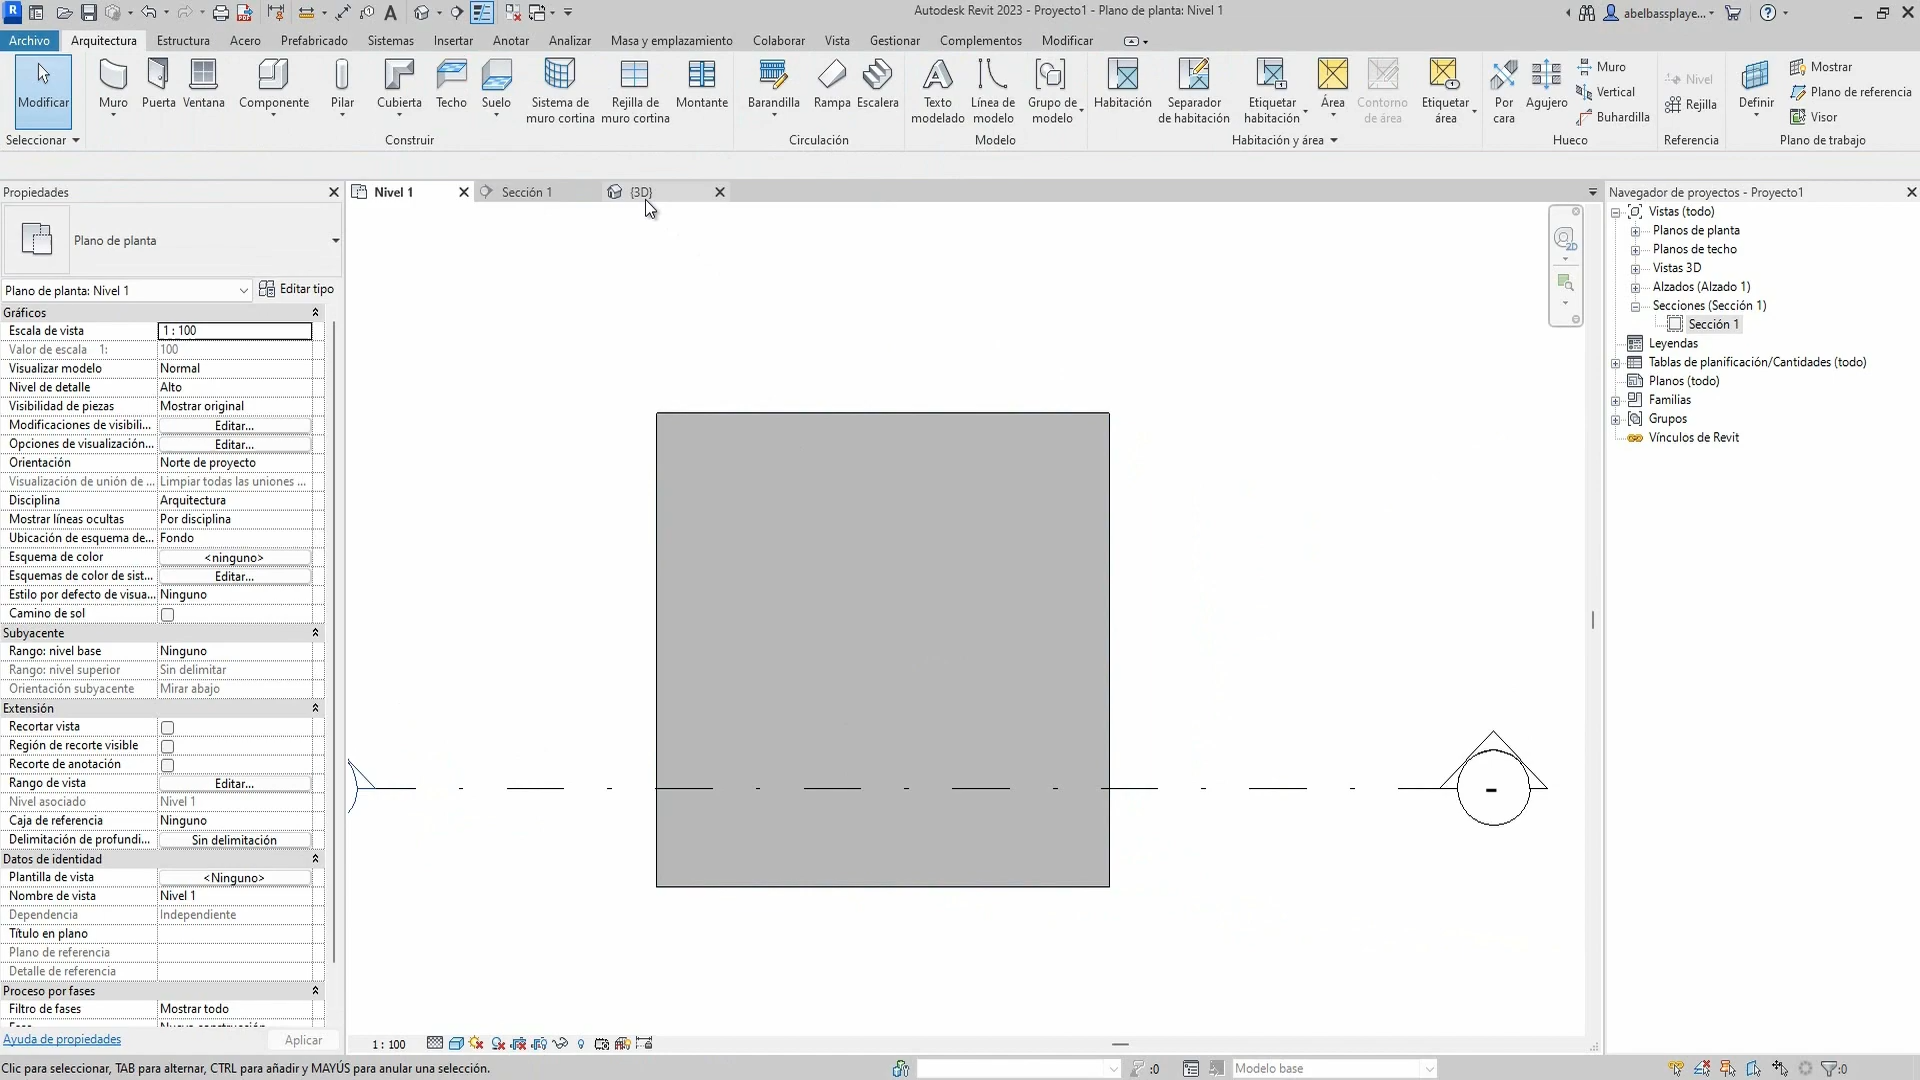 Autodesk Revit 2023 - Proyecto1 - Plano de planta: Nivel 1
abelbassplaye...
Archivo Arquitectura Estructura Acero Prefabricado Sistemas Insertar Anotar Analizar Masa y emplazamiento Colaborar Vista Gestionar Complementos Modificar
Modificar
Muro
Puerta
Ventana
Componente
Pilar
Cubierta
Techo
Suelo
Sistema de
muro cortina
Rejilla de
muro cortina
Montante
Barandilla
Rampa
Escalera
Texto
modelado
Línea de
modelo
Grupo de
modelo
Habitación
Separador
de habitación
Etiquetar
habitación
Área
Contorno
de área
Etiquetar
área
Por
cara
Agujero
Muro
Vertical
Buhardilla
Nivel
Rejilla
Definir
Mostrar
Plano de referencia
Visor
Seleccionar
Construir
Circulación
Modelo
Habitación y área
Hueco
Referencia
Plano de trabajo
Propiedades
Plano de planta
Plano de planta: Nivel 1
Editar tipo
Gráficos
Escala de vista 1 : 100
Valor de escala 1: 100
Visualizar modelo Normal
Nivel de detalle Alto
Visibilidad de piezas Mostrar original
Modificaciones de visibili... Editar...
Opciones de visualización... Editar...
Orientación Norte de proyecto
Visualización de unión de ... Limpiar todas las uniones ...
Disciplina Arquitectura
Mostrar líneas ocultas Por disciplina
Ubicación de esquema de... Fondo
Esquema de color <ninguno>
Esquemas de color de sist... Editar...
Estilo por defecto de visua... Ninguno
Camino de sol
Subyacente
Rango: nivel base Ninguno
Rango: nivel superior Sin delimitar
Orientación subyacente Mirar abajo
Extensión
Recortar vista
Región de recorte visible
Recorte de anotación
Rango de vista Editar...
Nivel asociado Nivel 1
Caja de referencia Ninguno
Delimitación de profundi... Sin delimitación
Datos de identidad
Plantilla de vista <Ninguno>
Nombre de vista Nivel 1
Dependencia Independiente
Título en plano
Plano de referencia
Detalle de referencia
Proceso por fases
Filtro de fases Mostrar todo
Ayuda de propiedades
Aplicar
Nivel 1
Sección 1
{3D}
2D
1 : 100
Navegador de proyectos - Proyecto1
Vistas (todo)
Planos de planta
Planos de techo
Vistas 3D
Alzados (Alzado 1)
Secciones (Sección 1)
Sección 1
Leyendas
Tablas de planificación/Cantidades (todo)
Planos (todo)
Familias
Grupos
Vínculos de Revit
Clic para seleccionar, TAB para alternar, CTRL para añadir y MAYÚS para anular una selección.
:0
Modelo base
:0